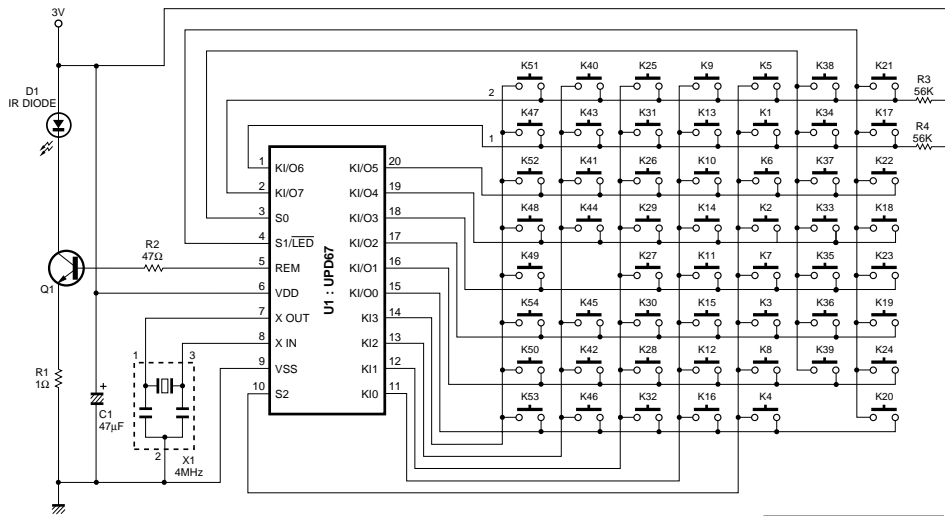 3V
D1
IR DIODE
Q1
R1
1Ω
C1
47μF
+
R2
47Ω
1
3
2
X1
4MHz
U1 : UPD67
1 KI/O6
2 KI/O7
3 S0
4 S1/LED
5 REM
6 VDD
7 X OUT
8 X IN
9 VSS
10 S2
20 KI/O5
19 KI/O4
18 KI/O3
17 KI/O2
16 KI/O1
15 KI/O0
14 KI3
13 KI2
12 KI1
11 KI0
2
1
K51 K40 K25 K9 K5 K38 K21
R3
56K
K47 K43 K31 K13 K1 K34 K17
R4
56K
K52 K41 K26 K10 K6 K37 K22
K48 K44 K29 K14 K2 K33 K18
K49 K27 K11 K7 K35 K23
K54 K45 K30 K15 K3 K36 K19
K50 K42 K28 K12 K8 K39 K24
K53 K46 K32 K16 K4 K20